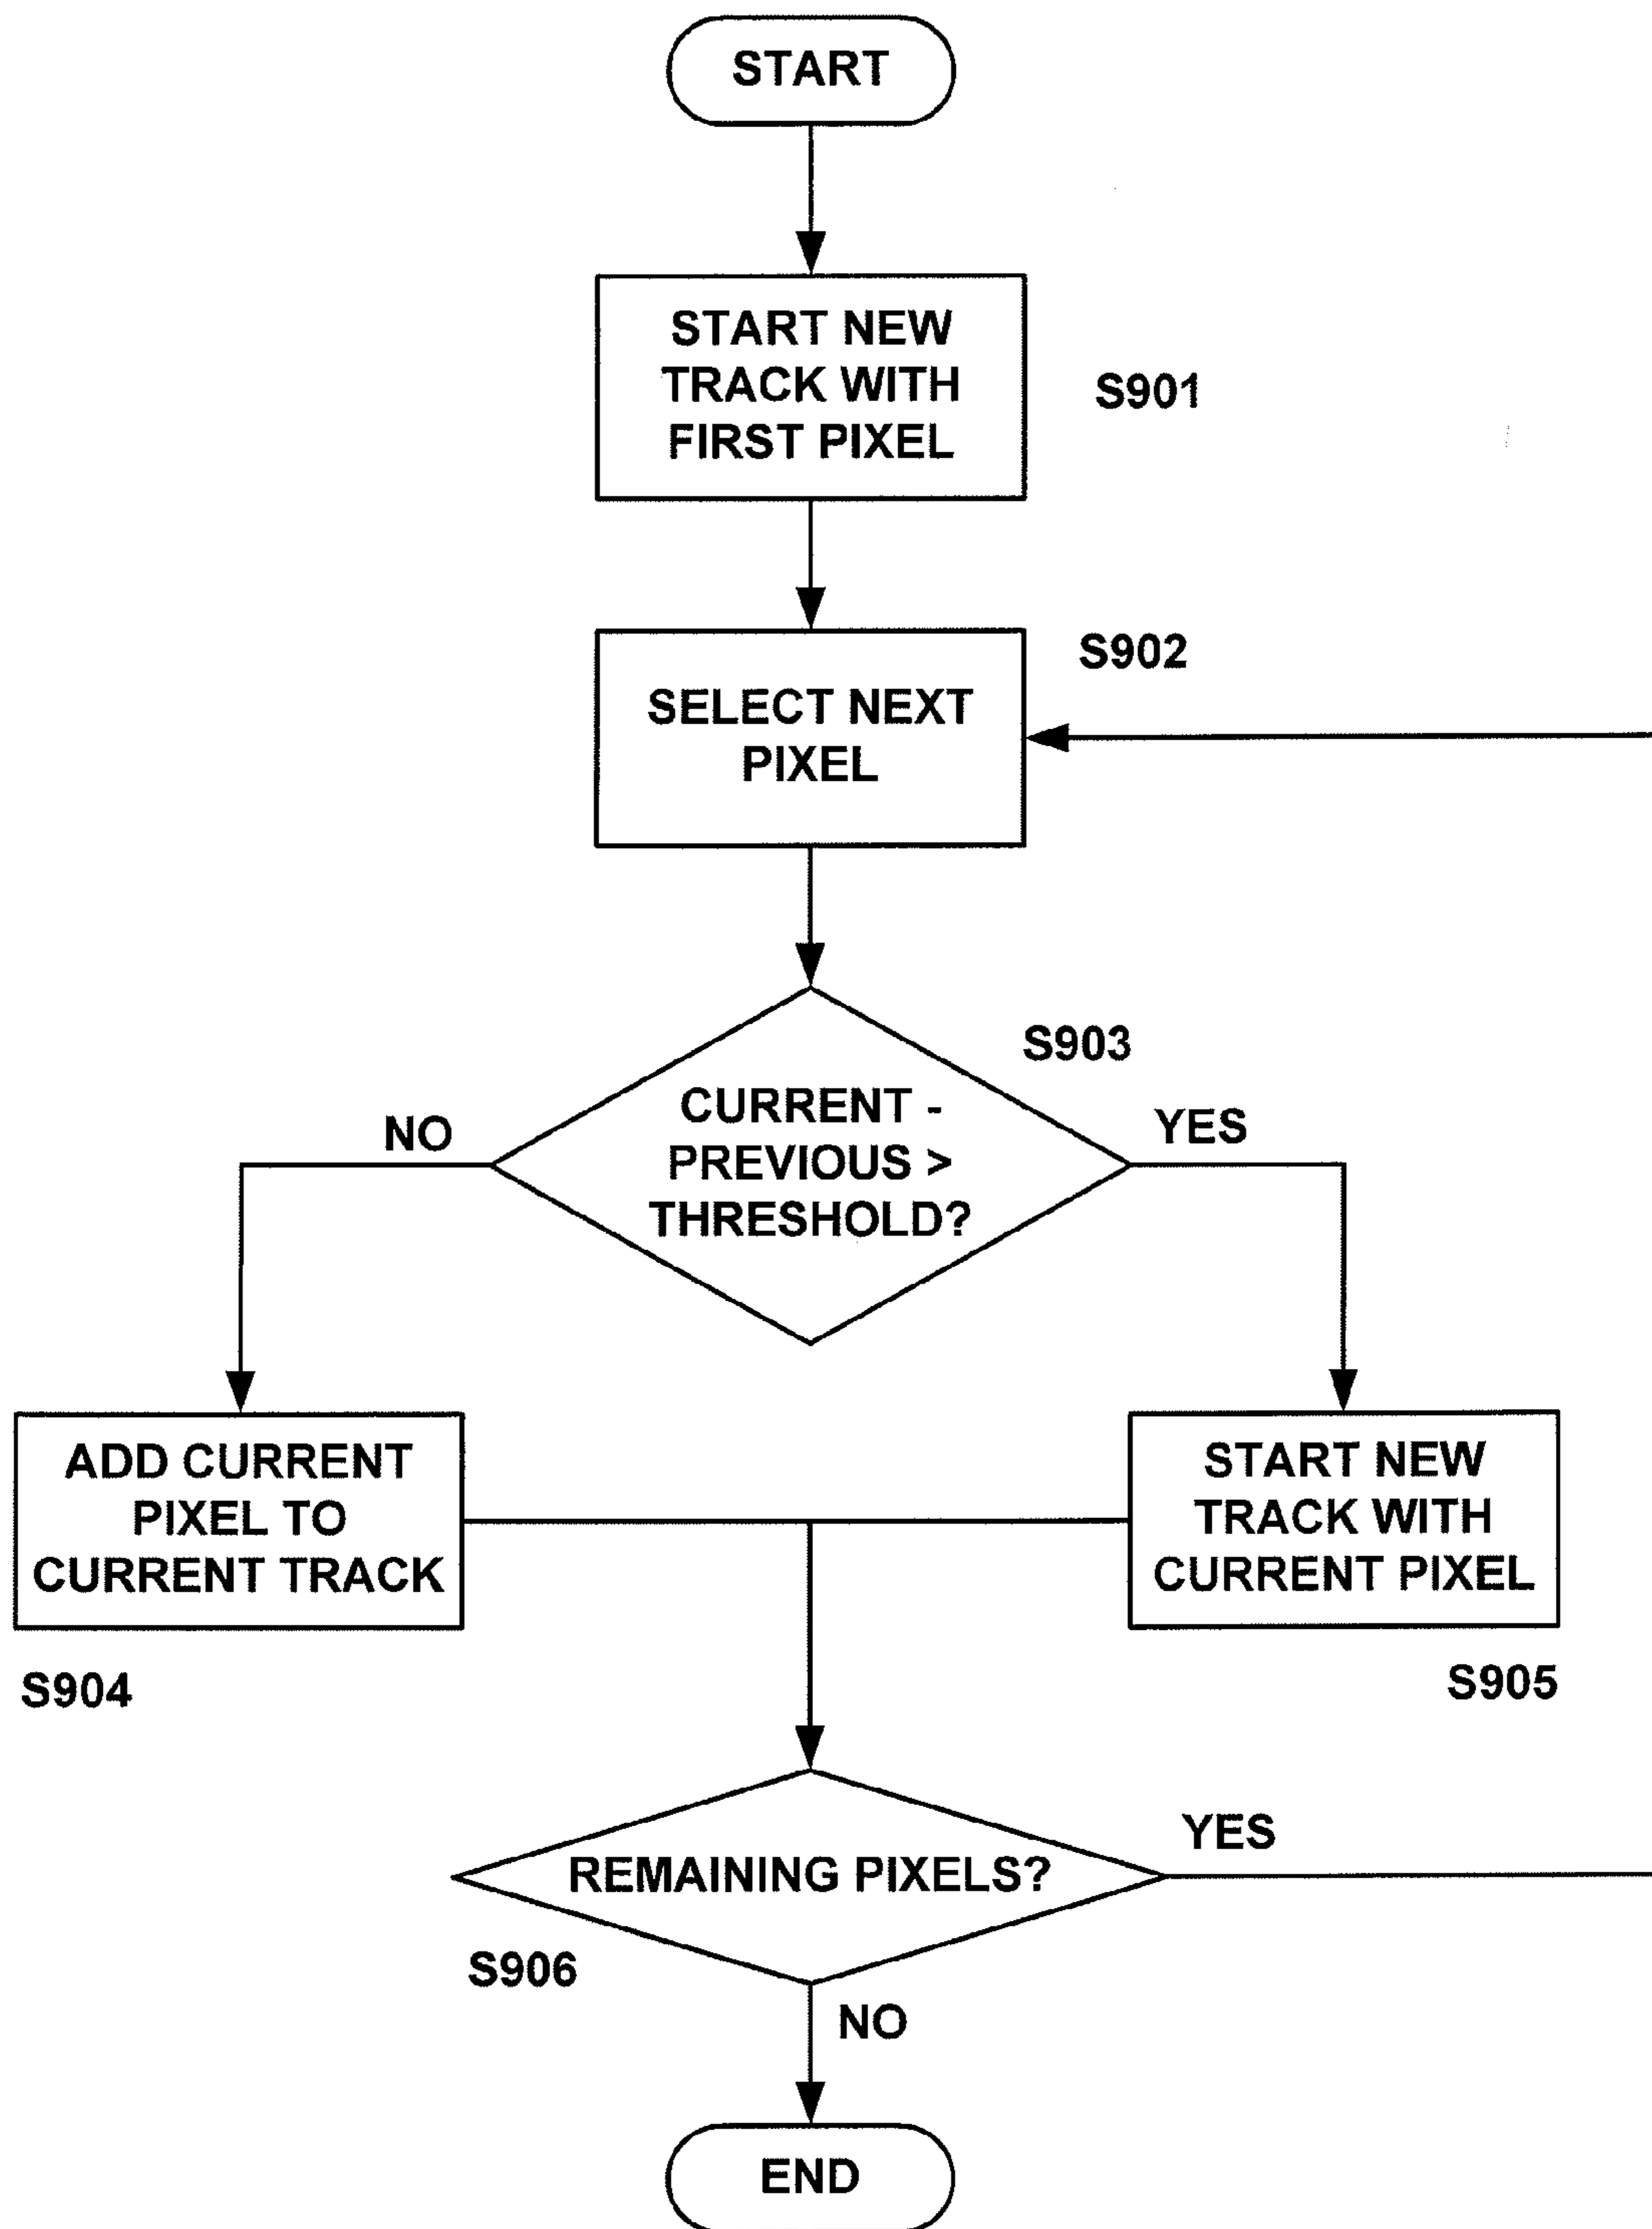 START
START NEW
TRACK WITH
FIRST PIXEL
S901
S902
SELECT NEXT
PIXEL
S903
CURRENT -
PREVIOUS >
THRESHOLD?
NO
YES
ADD CURRENT
PIXEL TO
CURRENT TRACK
START NEW
TRACK WITH
CURRENT PIXEL
S904
S905
REMAINING PIXELS?
YES
S906
NO
END